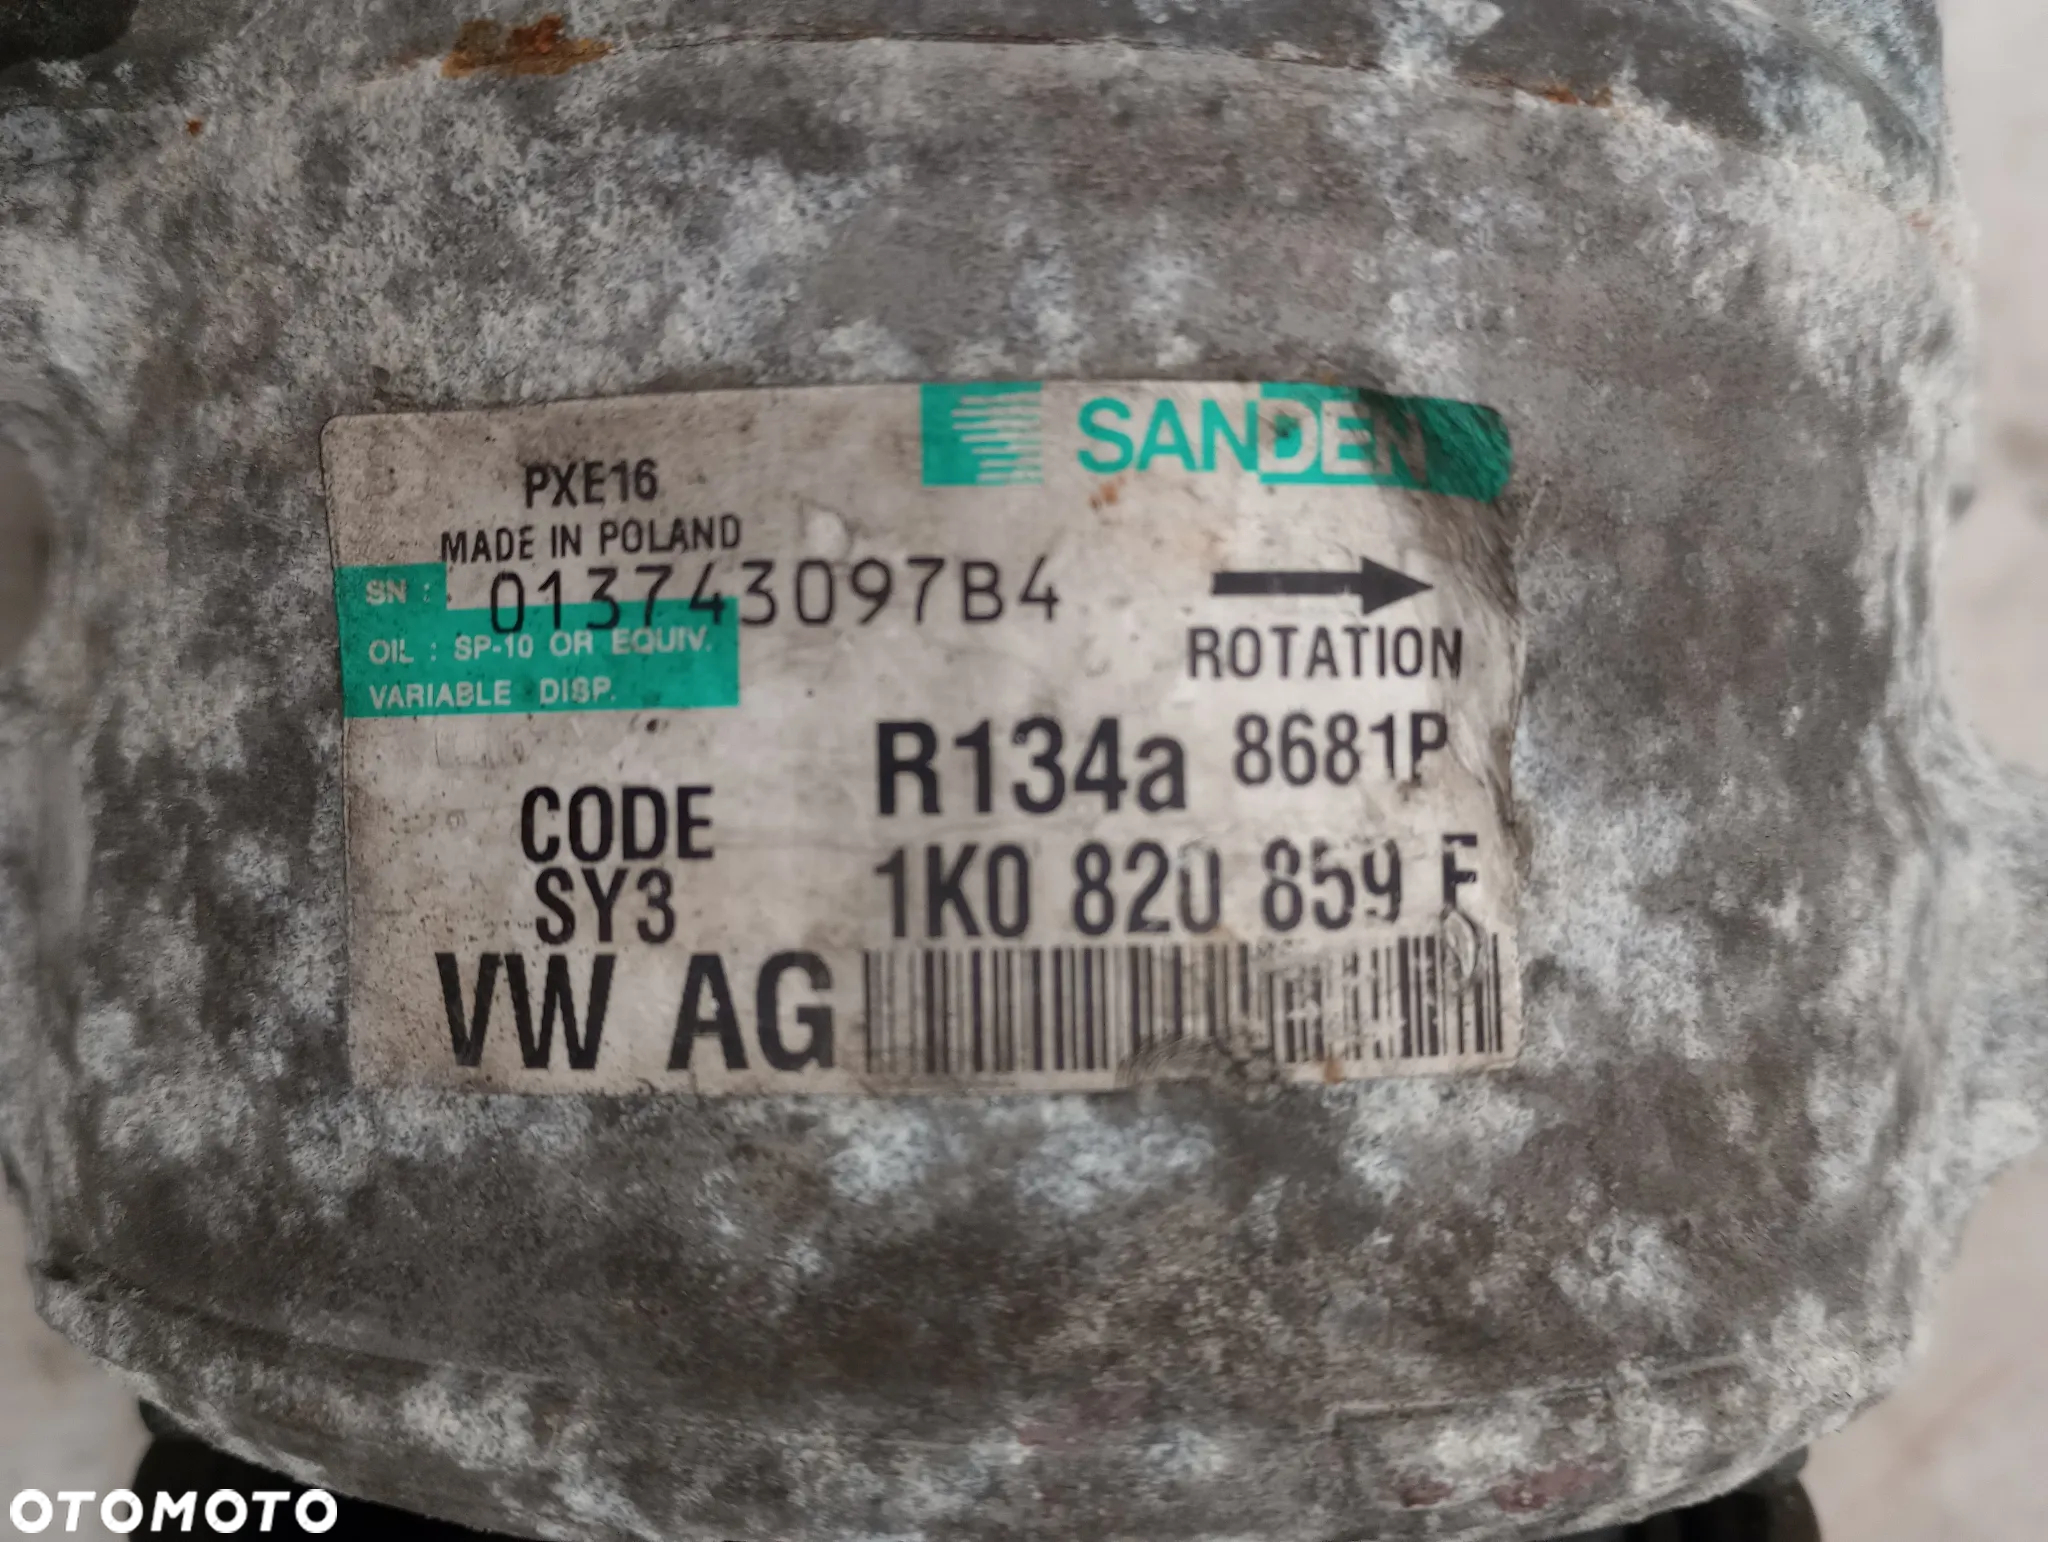 SANDEN
PXE16
MADE IN POLAND
SN : 013743097B4
ROTATION
OIL : SP-10 OR EQUIV.
VARIABLE DISP.
R134a 8681P
CODE
SY3
1K0 820 859 F
VW AG
OTOMOTO